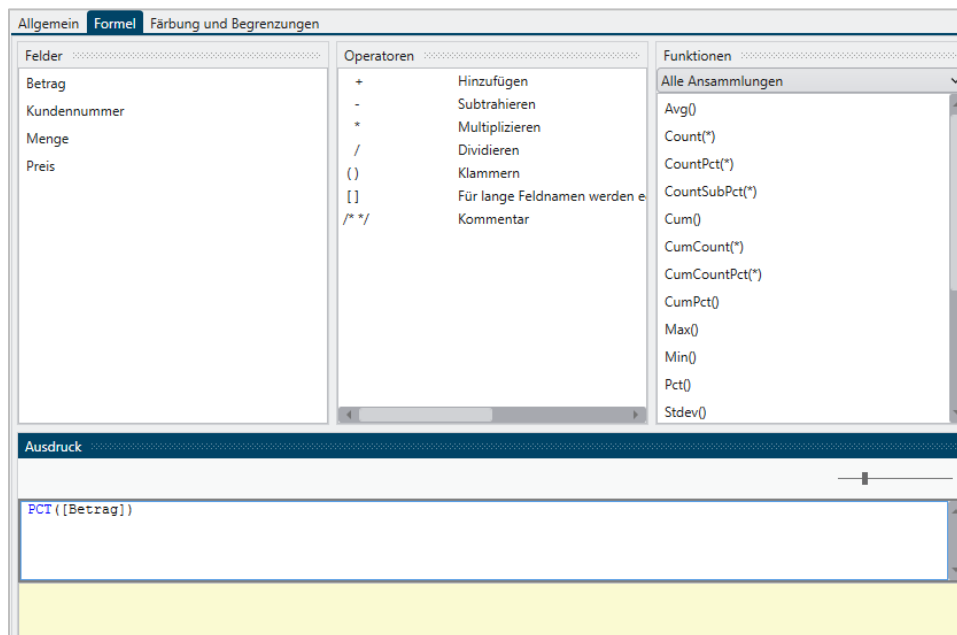 Allgemein Formel Färbung und Begrenzungen
Felder
Betrag
Kundennummer
Menge
Preis
Operatoren
+ Hinzufügen
- Subtrahieren
* Multiplizieren
/ Dividieren
( ) Klammern
[ ] Für lange Feldnamen werden e
/* */ Kommentar
Funktionen
Alle Ansammlungen
Avg()
Count(*)
CountPct(*)
CountSubPct(*)
Cum()
CumCount(*)
CumCountPct(*)
CumPct()
Max()
Min()
Pct()
Stdev()
Ausdruck
PCT([Betrag])